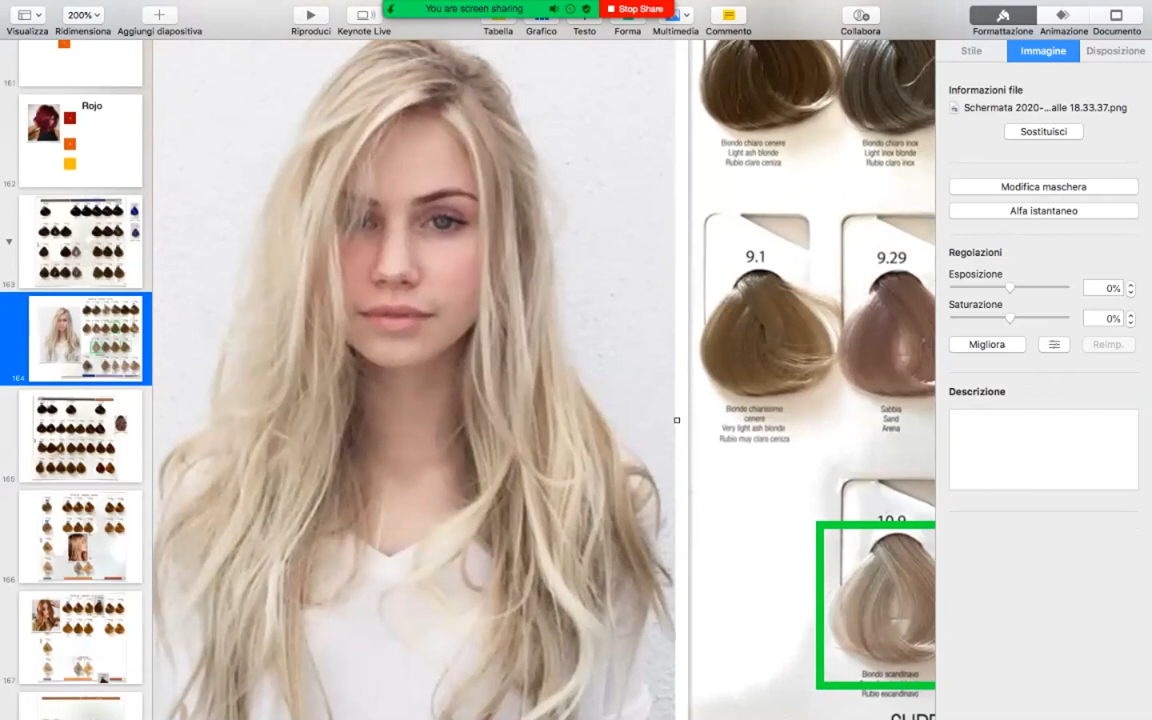 200%
You are screen sharing
Stop Share
Visualizza
Ridimensiona
Aggiungi diapositiva
Riproduci
Keynote Live
Tabella
Grafico
Testo
Forma
Multimedia
Commento
Collabora
Formattazione
Animazione
Documento
161
Rojo
162
163
164
165
166
167
Biondo chiaro cenere
Light ash blonde
Rubio claro ceniza
Biondo chiaro inox
Light inox blonde
Rubio claro inox
9.1
9.29
Biondo chiarissimo
cenere
Very light ash blonde
Rubio muy claro ceniza
Sabbia
Sand
Arena
Biondo scandinavo
Rubio escandinavo
Stile
Immagine
Disposizione
Informazioni file
Schermata 2020-...alle 18.33.37.png
Sostituisci
Modifica maschera
Alfa istantaneo
Regolazioni
Esposizione
0%
Saturazione
0%
Migliora
Reimp.
Descrizione